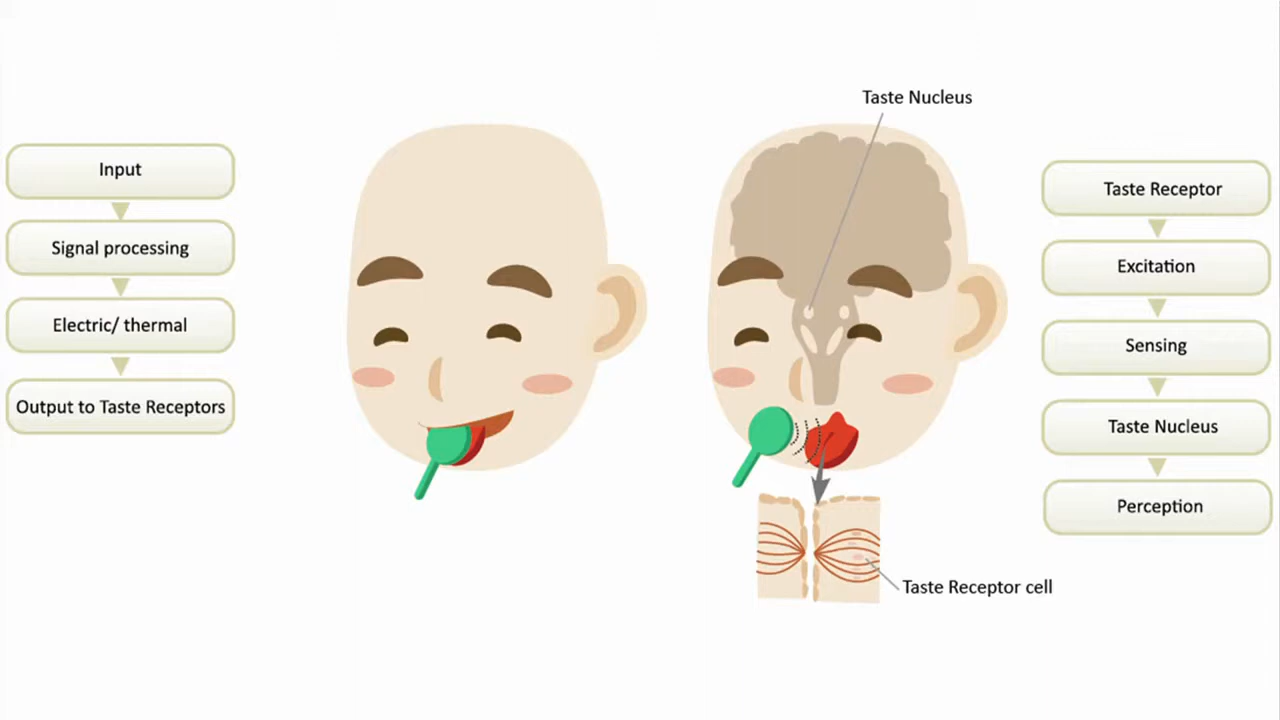 Taste Nucleus
Input
Signal processing
Electric/ thermal
Output to Taste Receptors
Taste Receptor
Excitation
Sensing
Taste Nucleus
Perception
Taste Receptor cell